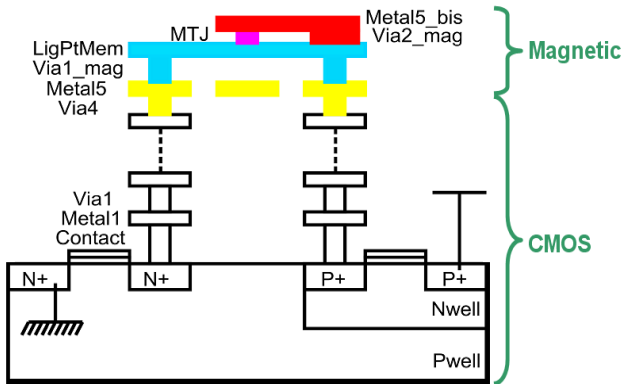 Metal5_bis
MTJ
Via2_mag
LigPtMem
Magnetic
Via1_mag
Metal5
Via4
Via1
Metal1
Contact
CMOS
N+
N+
P+
P+
Nwell
Pwell